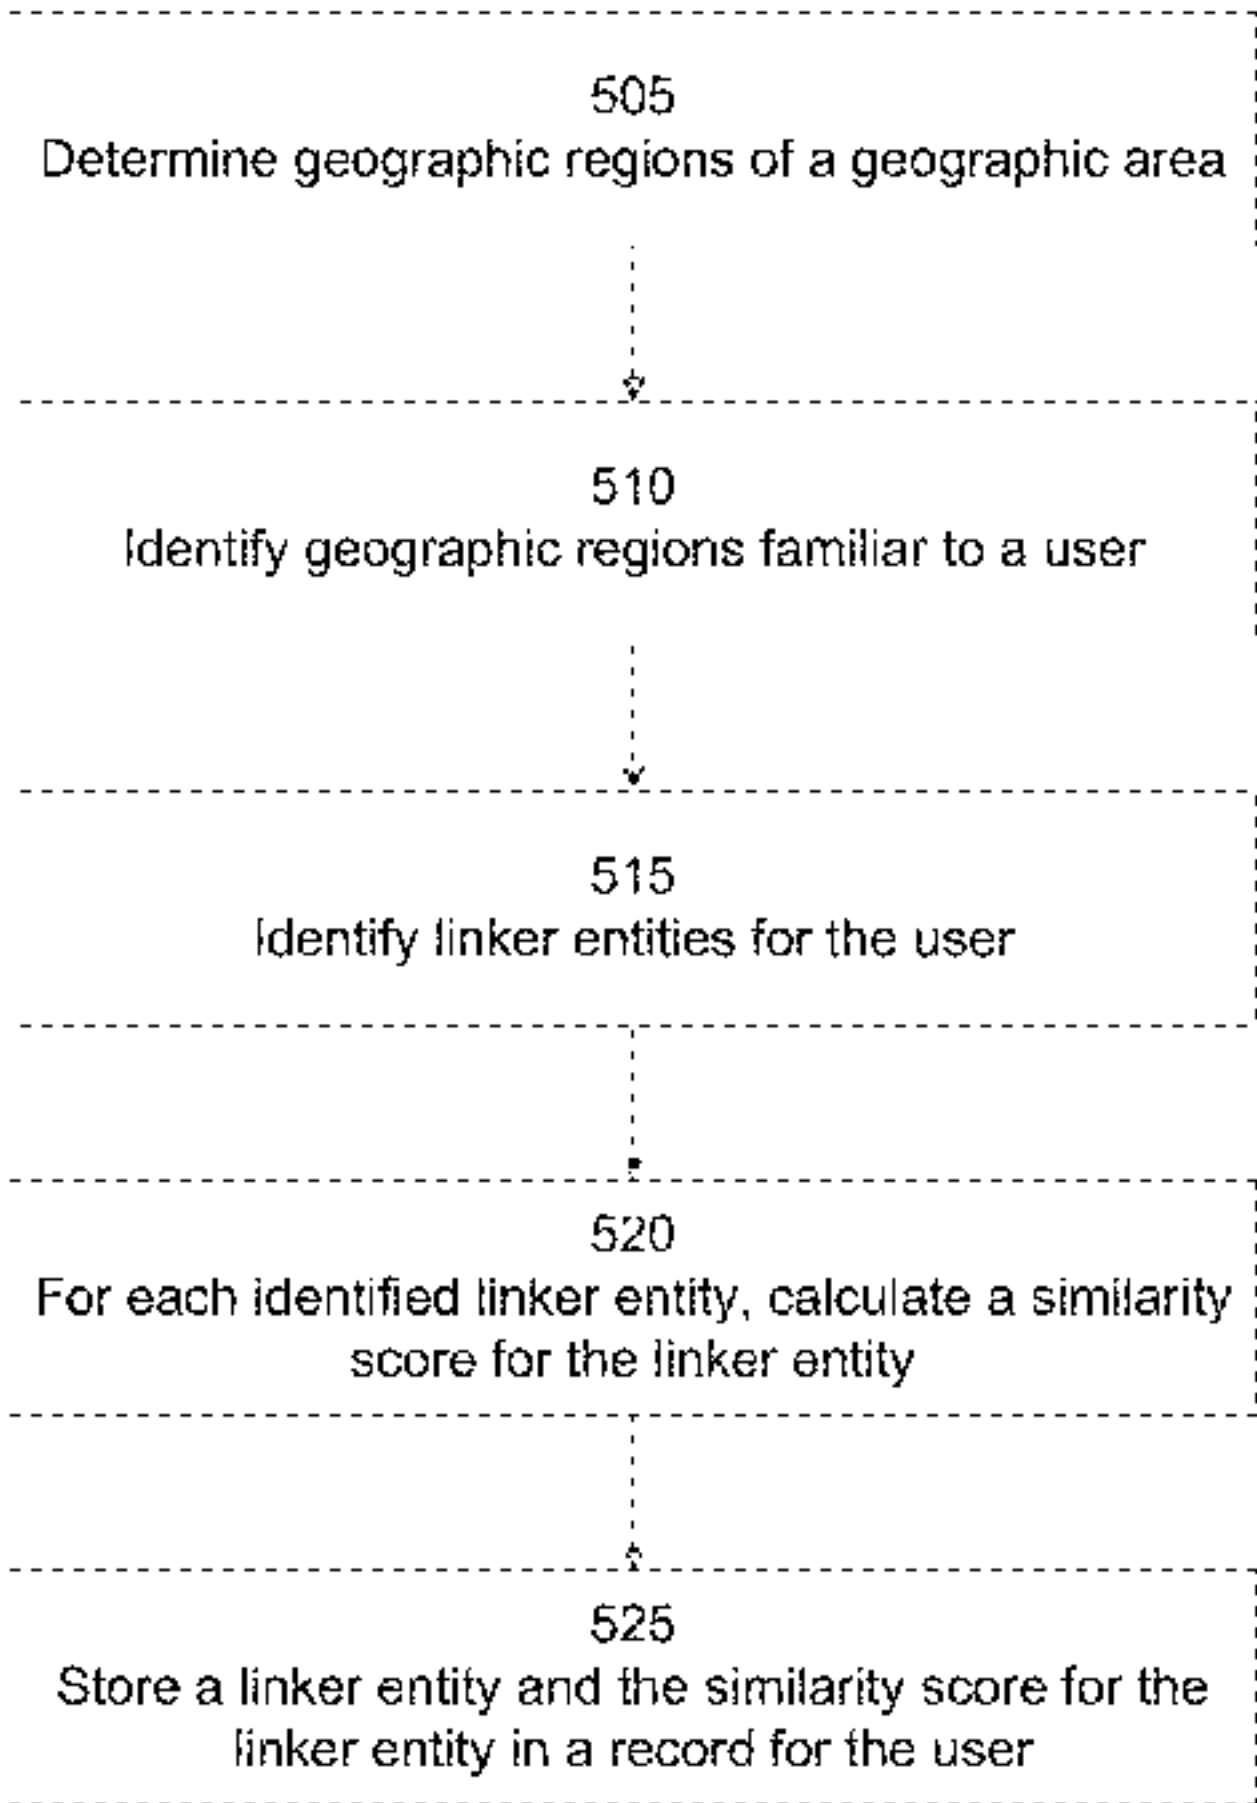 505
Determine geographic regions of a geographic area
510
Identify geographic regions familiar to a user
515
Identify linker entities for the user
520
For each identified linker entity, calculate a similarity
score for the linker entity
525
Store a linker entity and the similarity score for the
linker entity in a record for the user